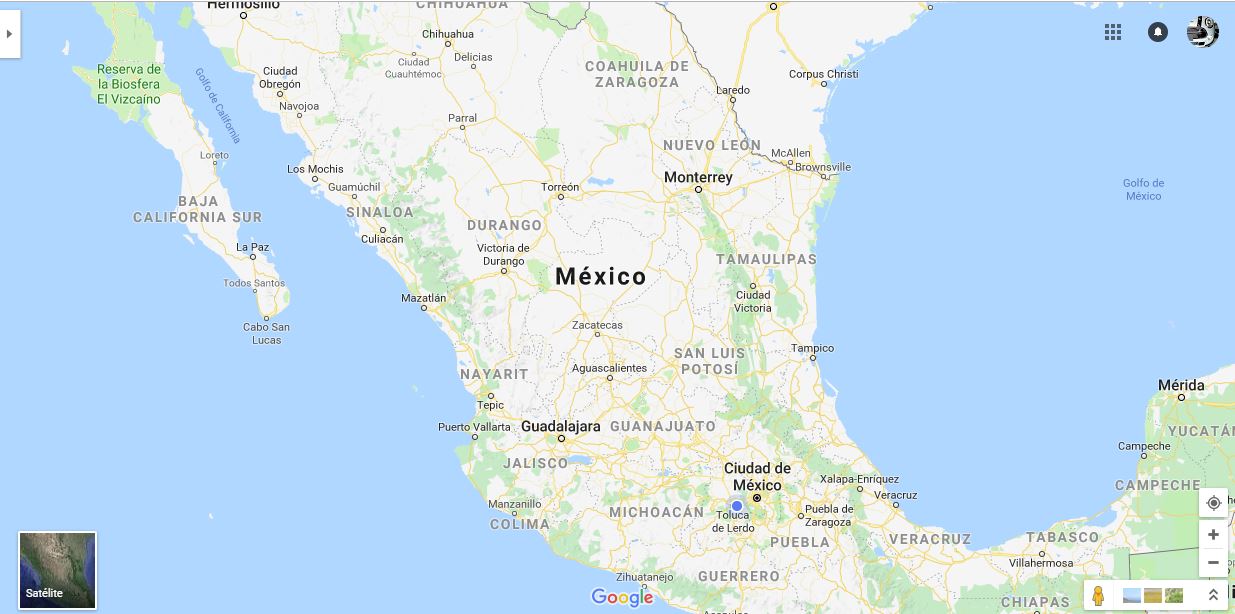 Hermosillo
CHIHUAHUA
Chihuahua
Delicias
Ciudad
Cuauhtémoc
Ciudad
Obregón
Navojoa
Parral
Reserva de
la Biosfera
El Vizcaíno
Golfo de California
COAHUILA DE
ZARAGOZA
Laredo
Corpus Christi
NUEVO LEÓN
McAllen
Brownsville
Monterrey
Loreto
Los Mochis
Guamúchil
Torreón
Golfo de
México
BAJA
CALIFORNIA SUR
SINALOA
Culiacán
DURANGO
Victoria de
Durango
La Paz
Todos Santos
Cabo San
Lucas
México
TAMAULIPAS
Ciudad
Victoria
Mazatlán
Zacatecas
Tampico
SAN LUIS
POTOSÍ
Aguascalientes
NAYARIT
Tepic
Mérida
Puerto Vallarta
Guadalajara
GUANAJUATO
YUCATÁN
Campeche
JALISCO
Ciudad de
México
Xalapa-Enríquez
Veracruz
CAMPECHE
Manzanillo
COLIMA
MICHOACÁN
Toluca
de Lerdo
Puebla de
Zaragoza
PUEBLA
VERACRUZ
TABASCO
Villahermosa
Zihuatanejo
GUERRERO
CHIAPAS
Acapulco
Satélite
Google